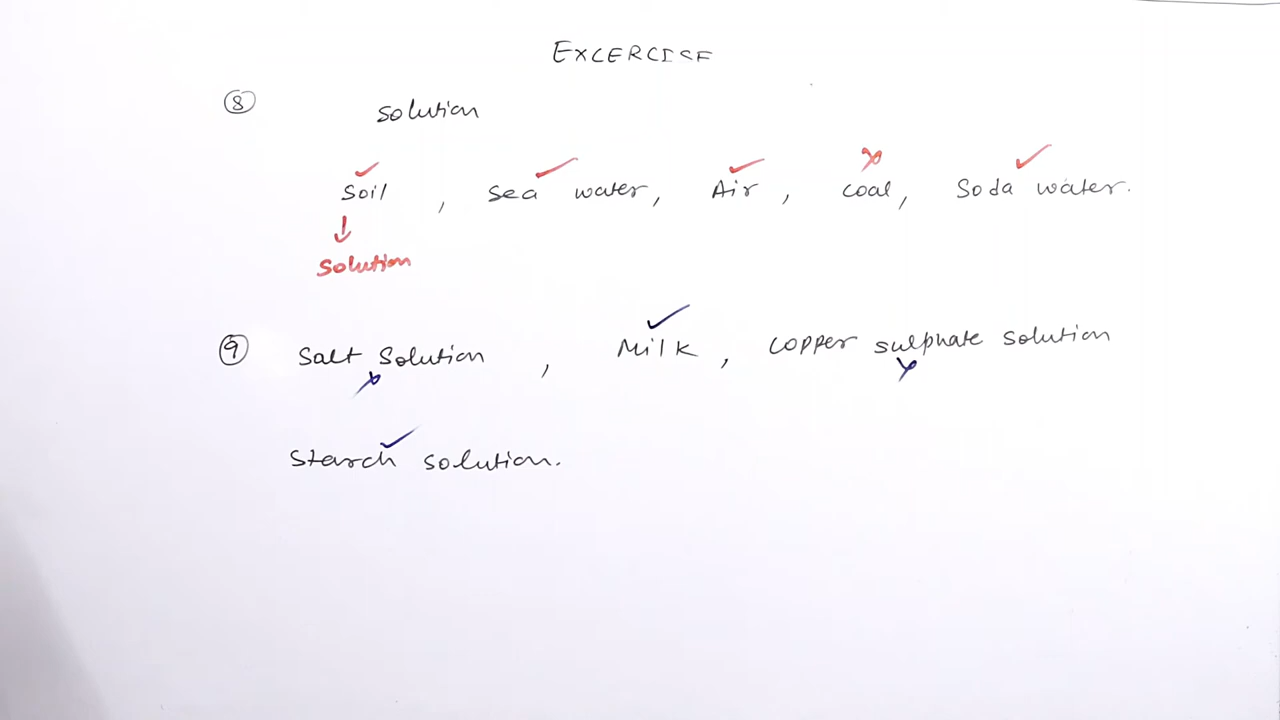 EXCERCISE
⑧ solution
Soil , Sea water, Air , coal, Soda water.
↓
Solution
⑨ Salt Solution , Milk , copper sulphate solution
Starch solution.